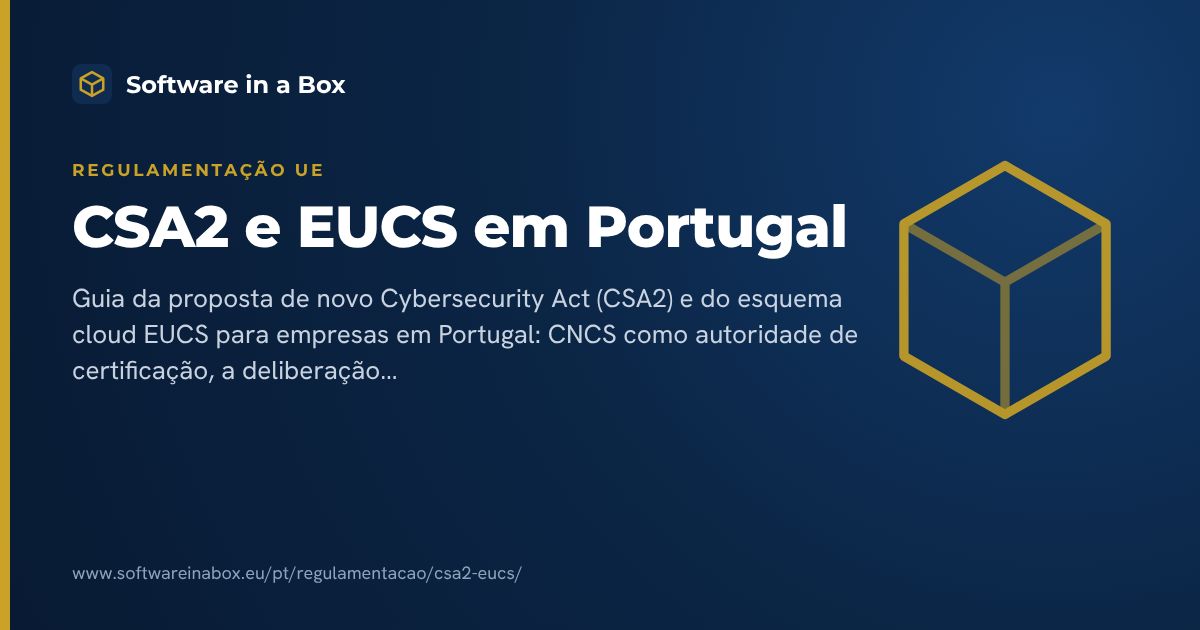 Software in a Box
REGULAMENTAÇÃO UE
CSA2 e EUCS em Portugal
Guia da proposta de novo Cybersecurity Act (CSA2) e do esquema
cloud EUCS para empresas em Portugal: CNCS como autoridade de
certificação, a deliberação...
www.softwareinabox.eu/pt/regulamentacao/csa2-eucs/